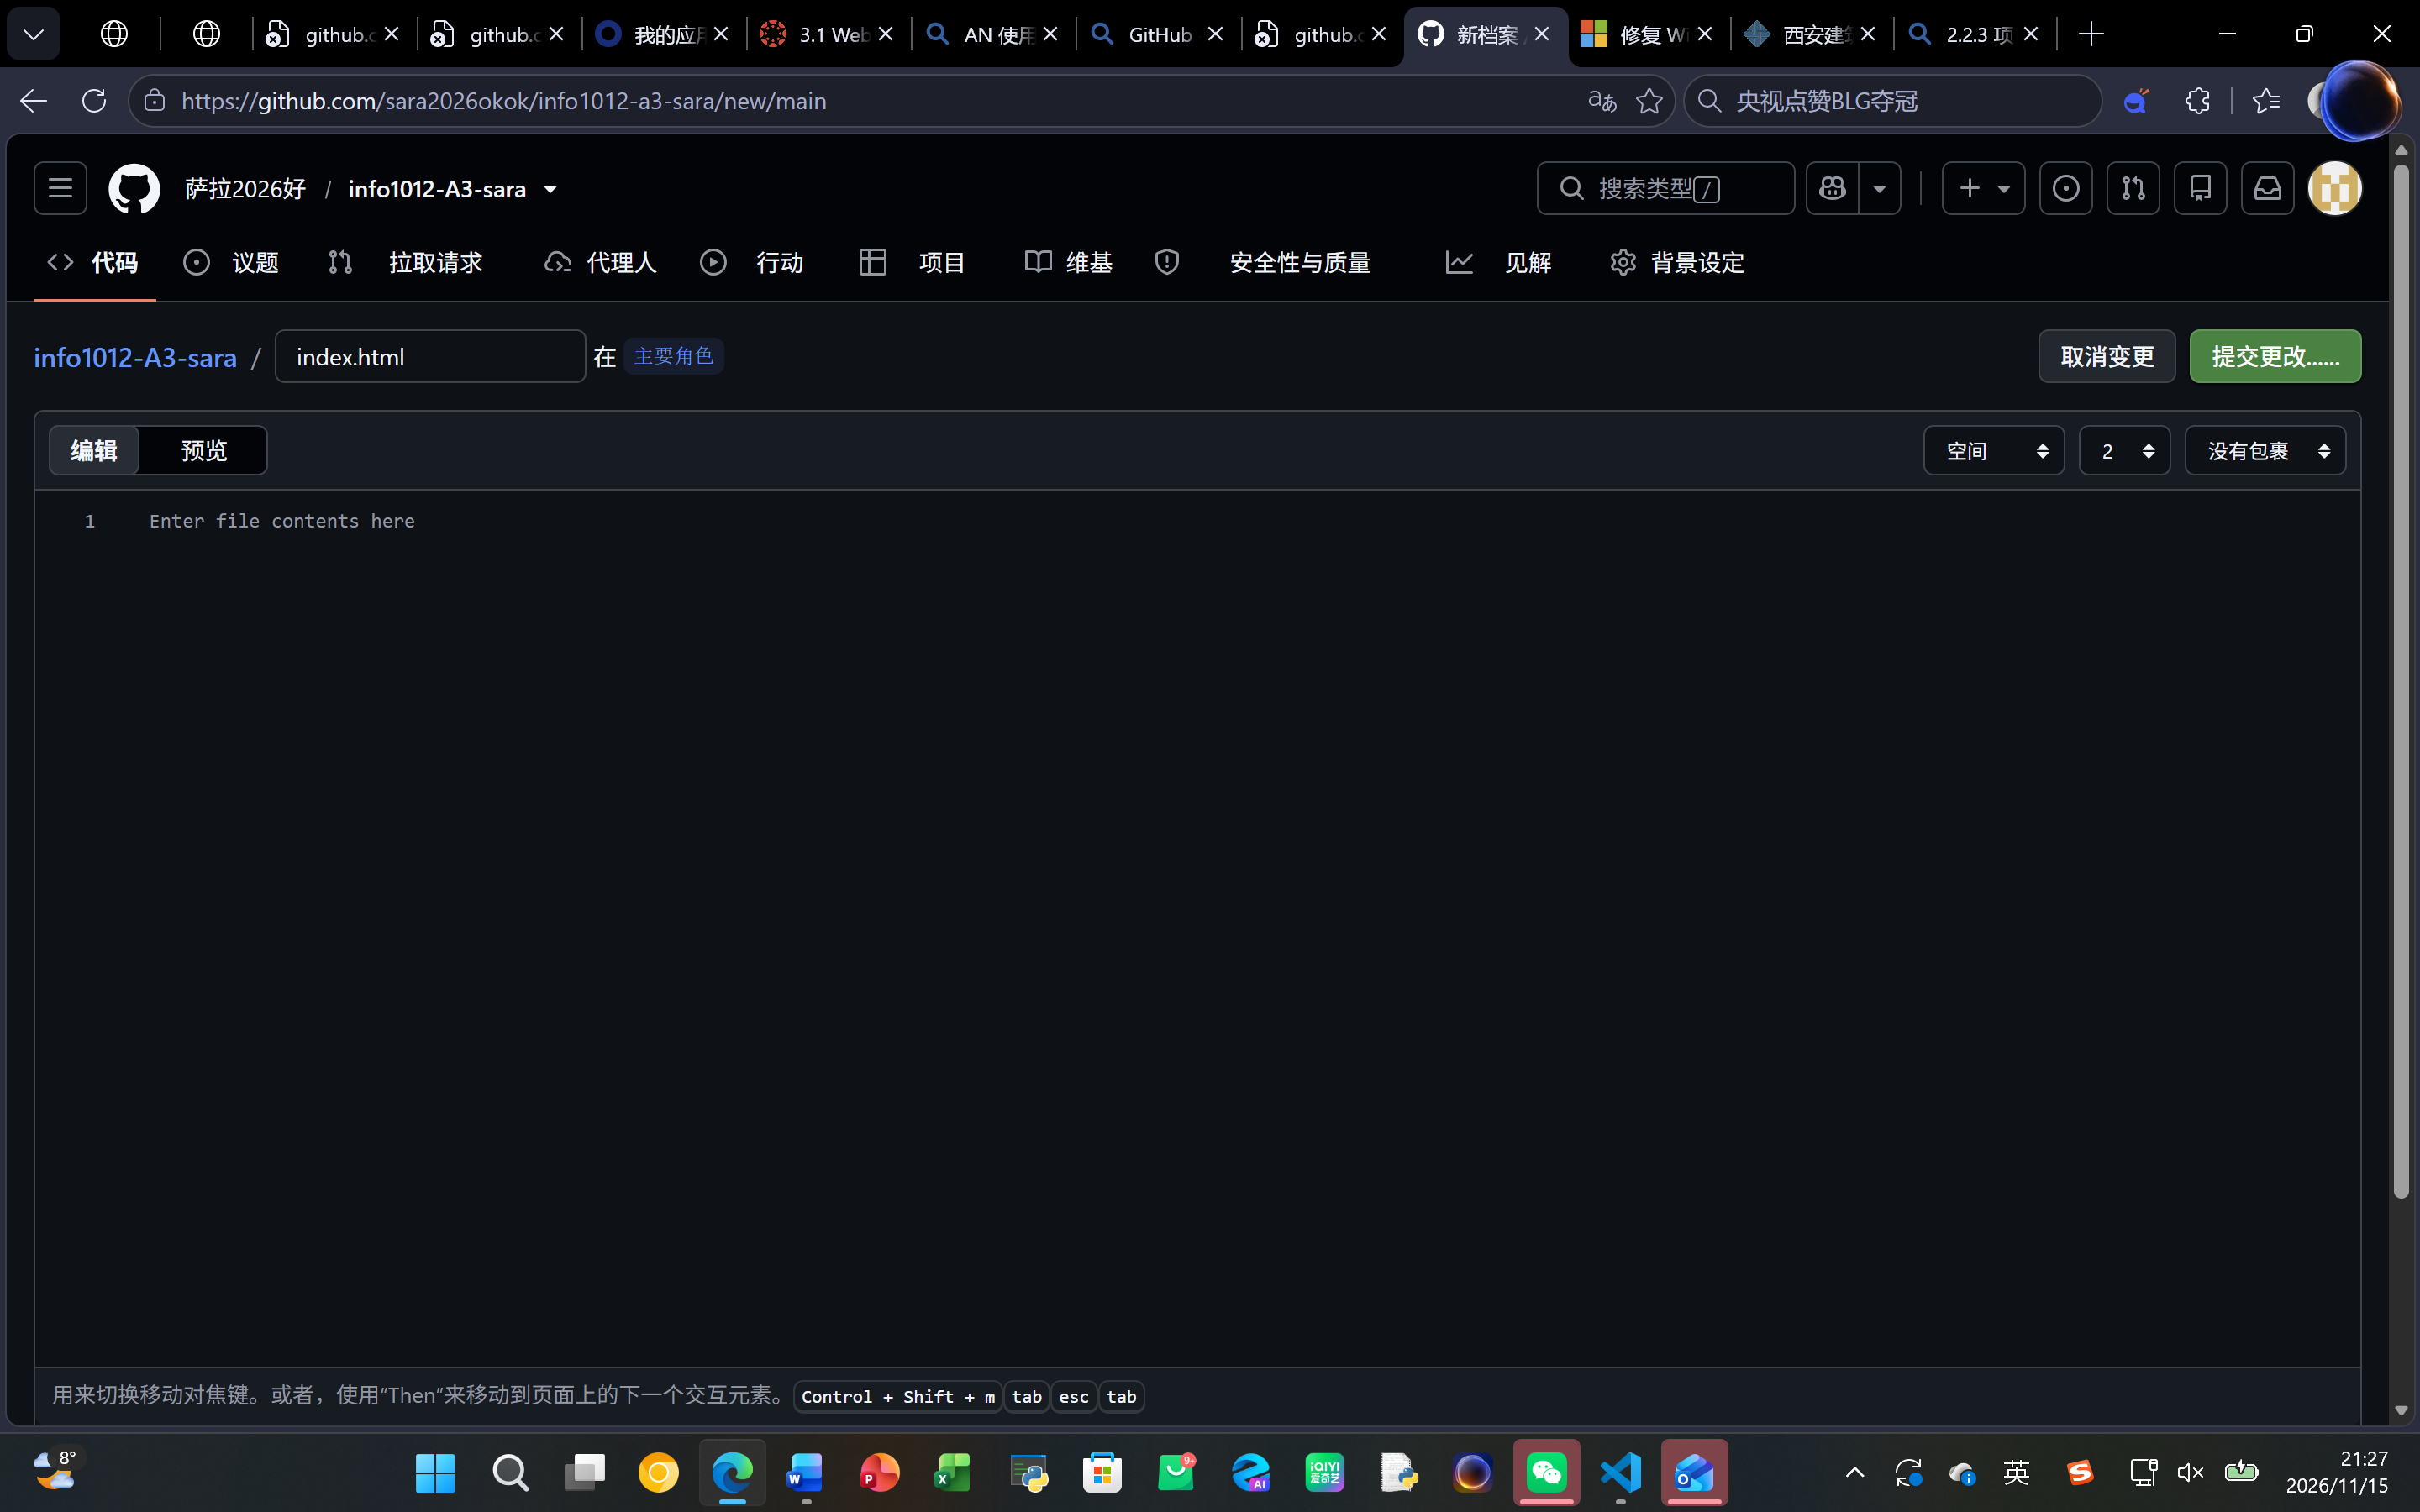 github.c
github.c
我的应用
3.1 Web
AN 使用
GitHub
github.c
新档案 /
修复 Wi
西安建筑
2.2.3 项
https://github.com/sara2026okok/info1012-a3-sara/new/main
央视点赞BLG夺冠
萨拉2026好 / info1012-A3-sara
搜索类型 /
代码
议题
拉取请求
代理人
行动
项目
维基
安全性与质量
见解
背景设定
info1012-A3-sara / index.html 在 主要角色
取消变更
提交更改......
编辑
预览
空间
2
没有包裹
1 Enter file contents here
用来切换移动对焦键。或者，使用“Then”来移动到页面上的下一个交互元素。 Control + Shift + m tab esc tab
8°
9+
AI
iQIYI
爱奇艺
英
21:27
2026/11/15